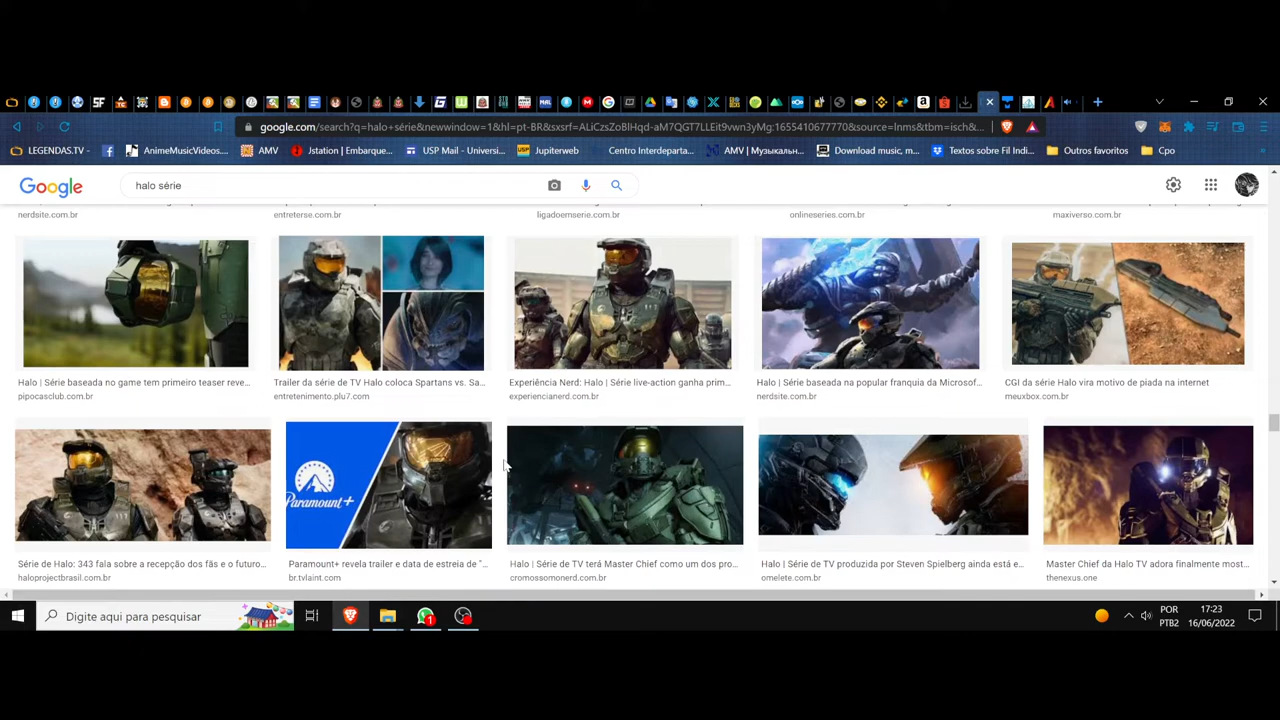 google.com/search?q=halo+série&newwindow=1&hl=pt-BR&sxsrf=ALiCzsZoBlHqd-aM7QGT7LLEit9vwn3yMg:1655410677770&source=lnms&tbm=isch&...
LEGENDAS.TV - AnimeMusicVideos.... AMV Jstation | Embarque... USP Mail - Universi... Jupiterweb Centro Interdeparta... AMV | Музыкальн... Download music, m... Textos sobre Fil Indi... Outros favoritos Cpo
Google halo série
nerdsite.com.br entreterse.com.br ligadoemserie.com.br onlineseries.com.br maxiverso.com.br
Halo | Série baseada no game tem primeiro teaser reve... Trailer da série de TV Halo coloca Spartans vs. Sa... Experiência Nerd: Halo | Série live-action ganha prim... Halo | Série baseada na popular franquia da Microsof... CGI da série Halo vira motivo de piada na internet
pipocasclub.com.br entretenimento.plu7.com experiencianerd.com.br nerdsite.com.br meuxbox.com.br
Paramount+
Série de Halo: 343 fala sobre a recepção dos fãs e o futuro... Paramount+ revela trailer e data de estreia de "... Halo | Série de TV terá Master Chief como um dos pro... Halo | Série de TV produzida por Steven Spielberg ainda está e... Master Chief da Halo TV adora finalmente most...
haloprojectbrasil.com.br br.tvlaint.com cromossomonerd.com.br omelete.com.br thenexus.one
Digite aqui para pesquisar 1 POR 17:23
PTB2 16/06/2022